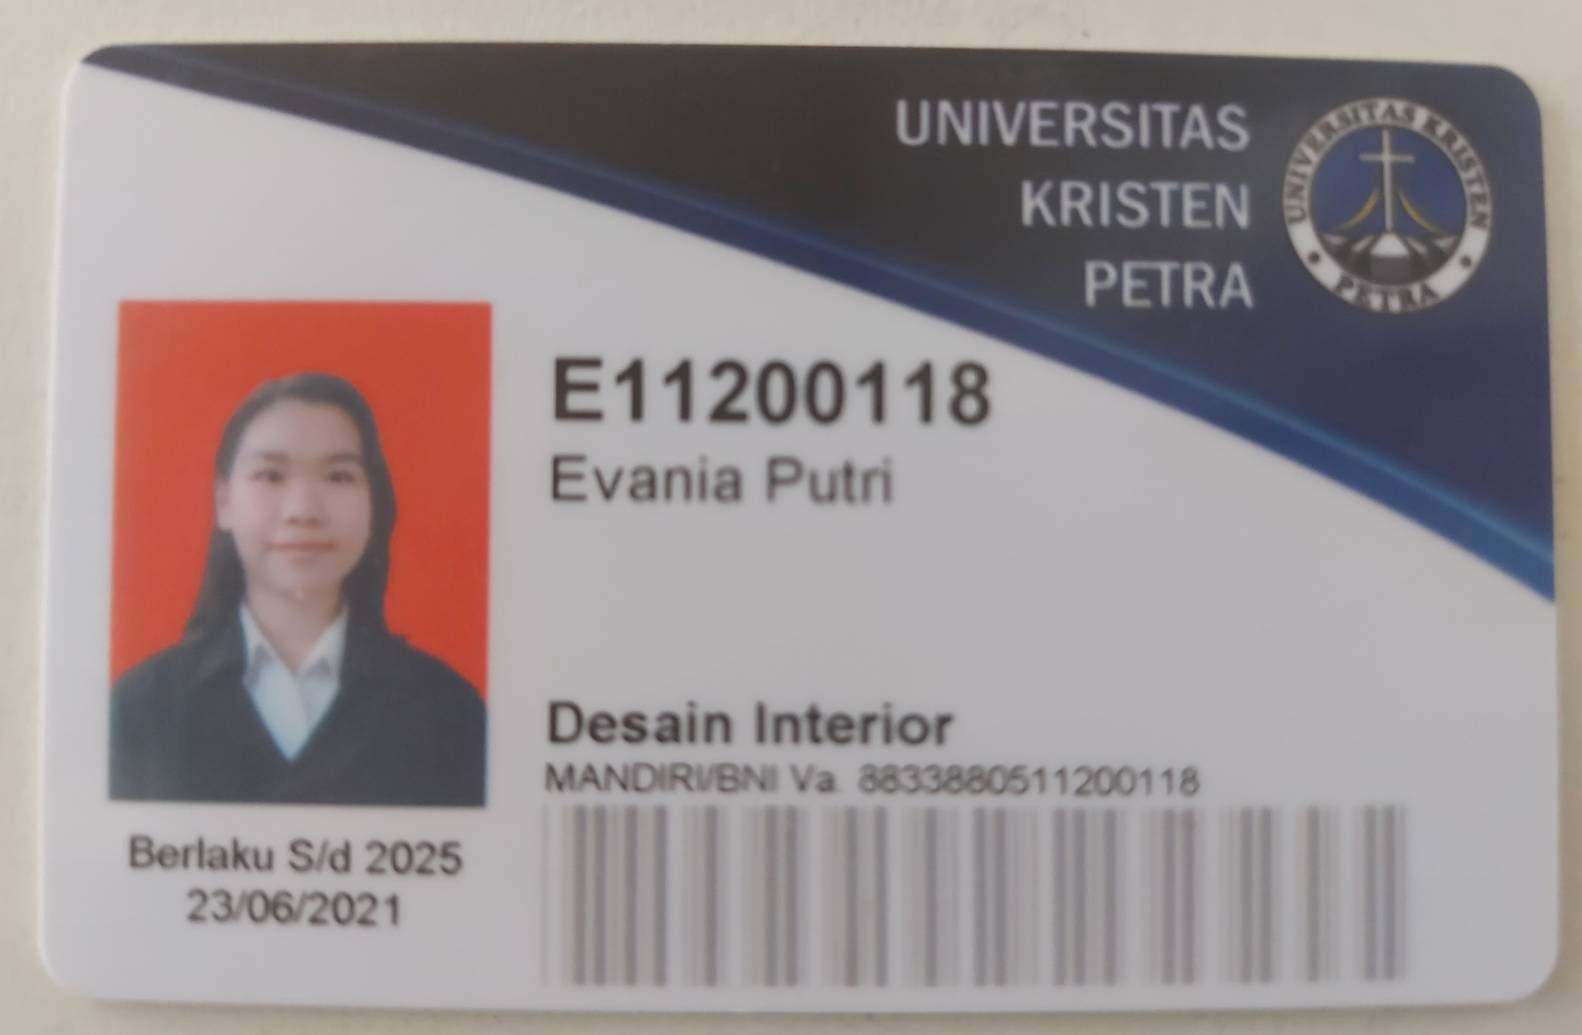 UNIVERSITAS
KRISTEN
PETRA
UNIVERSITAS KRISTEN
PETRA
E11200118
Evania Putri
Desain Interior
MANDIRI/BNI Va. 8833880511200118
Berlaku S/d 2025
23/06/2021